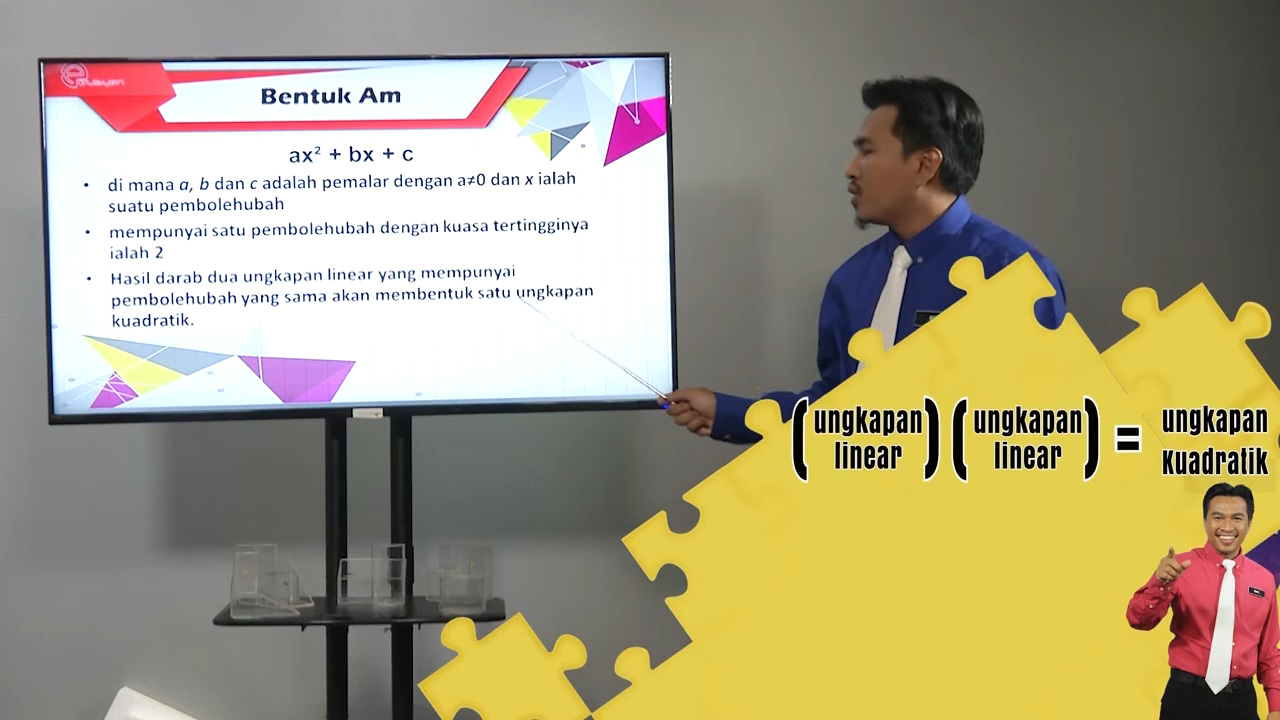 Bentuk Am
ax² + bx + c
• di mana a, b dan c adalah pemalar dengan a≠0 dan x ialah
suatu pembolehubah
• mempunyai satu pembolehubah dengan kuasa tertingginya
ialah 2
• Hasil darab dua ungkapan linear yang mempunyai
pembolehubah yang sama akan membentuk satu ungkapan
kuadratik.
(ungkapan linear) (ungkapan linear) = ungkapan Kuadratik